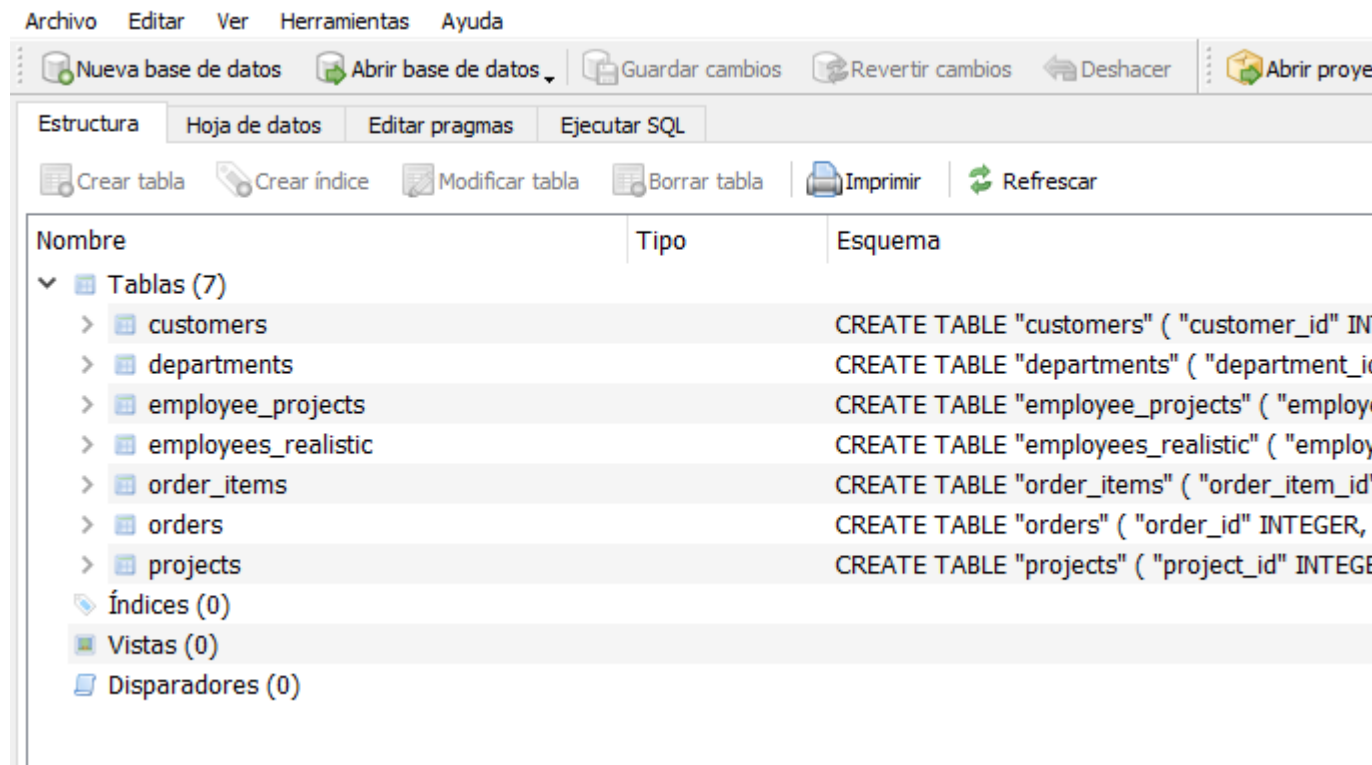 Archivo Editar Ver Herramientas Ayuda
Nueva base de datos Abrir base de datos Guardar cambios Revertir cambios Deshacer Abrir proye
Estructura Hoja de datos Editar pragmas Ejecutar SQL
Crear tabla Crear índice Modificar tabla Borrar tabla Imprimir Refrescar
Nombre Tipo Esquema
Tablas (7)
customers CREATE TABLE "customers" ( "customer_id" IN
departments CREATE TABLE "departments" ( "department_i
employee_projects CREATE TABLE "employee_projects" ( "employe
employees_realistic CREATE TABLE "employees_realistic" ( "employ
order_items CREATE TABLE "order_items" ( "order_item_id"
orders CREATE TABLE "orders" ( "order_id" INTEGER,
projects CREATE TABLE "projects" ( "project_id" INTEGE
Índices (0)
Vistas (0)
Disparadores (0)